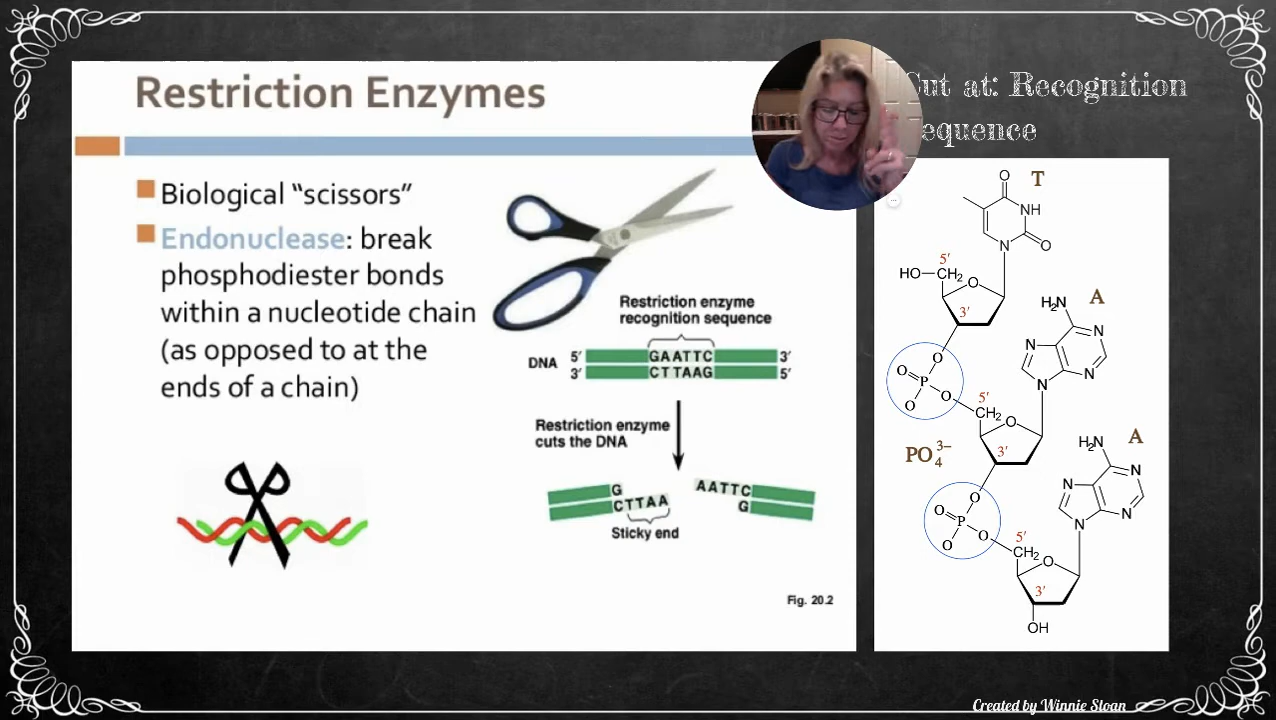 Restriction Enzymes
Cut at: Recognition
equence
Biological “scissors”
Endonuclease: break
phosphodiester bonds
within a nucleotide chain
(as opposed to at the
ends of a chain)
Restriction enzyme
recognition sequence
DNA
5′ GAATTC 3′
3′ CTTAAG 5′
Restriction enzyme
cuts the DNA
G
CTTAA
AATTC
G
Sticky end
Fig. 20.2
O T
NH
N O
5′
HO CH2 O
3′
H2N A
O N N
O P N N
O O
5′
CH2 O
PO4 3–
3′
H2N A
O N N
O P N N
O O
5′
CH2 O
3′
OH
Created by Winnie Sloan